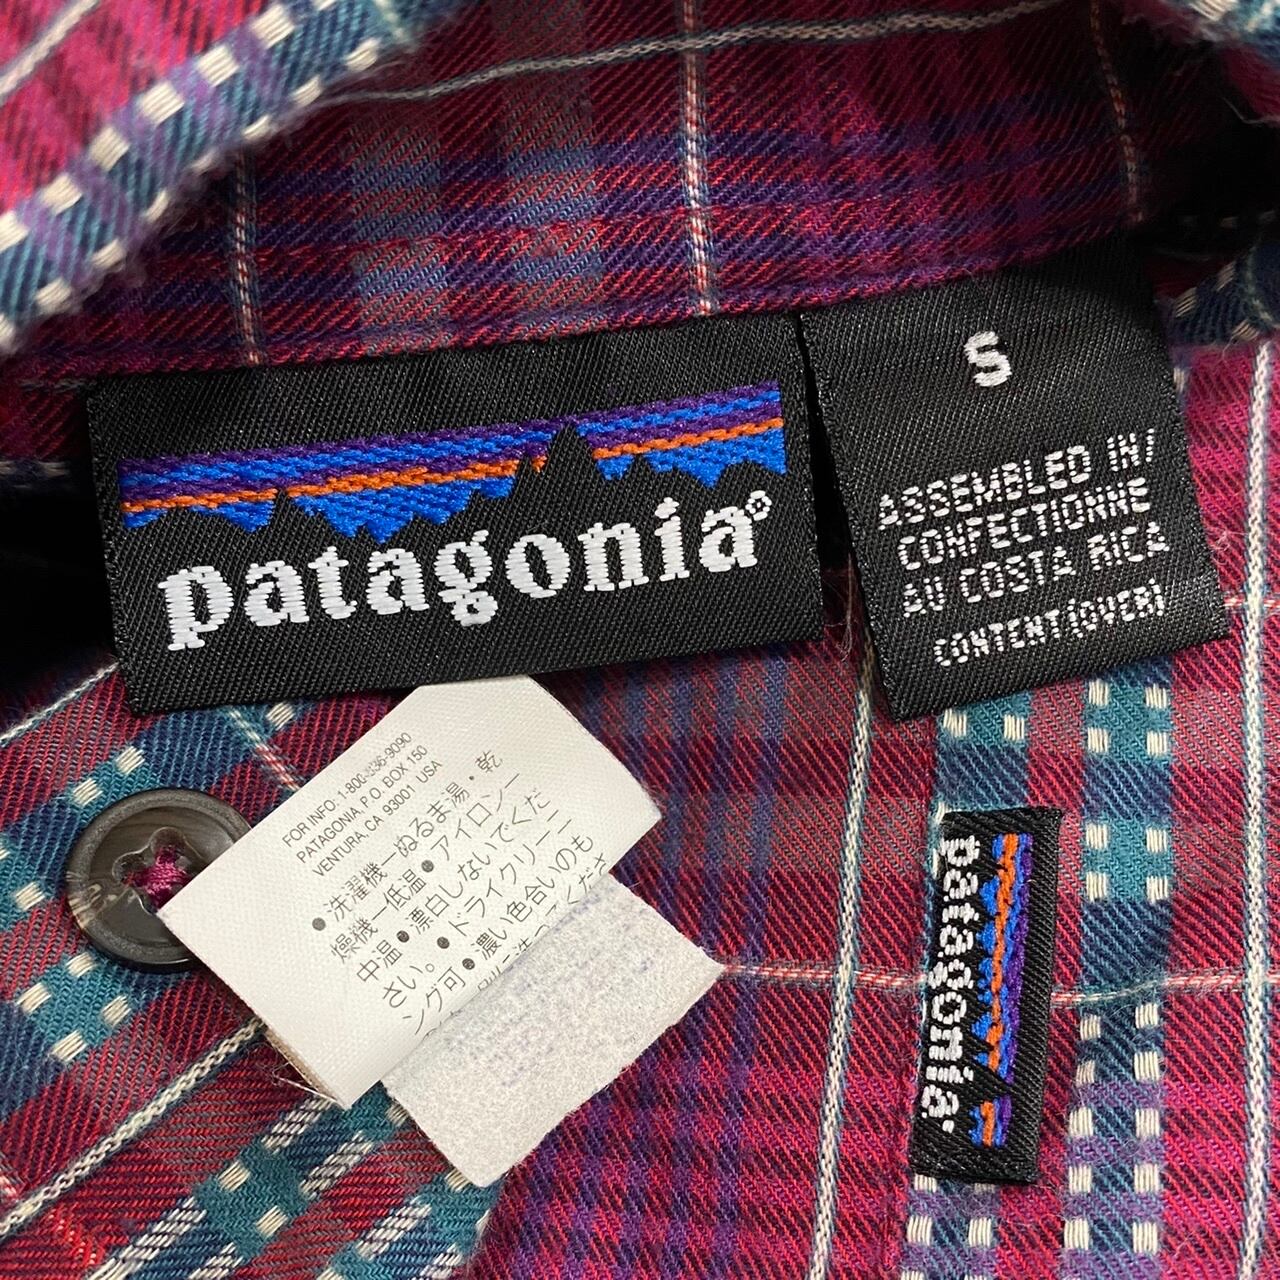 patagonia®
S
ASSEMBLED IN/
CONFECTIONNE
AU COSTA RICA
CONTENT(OVER)
FOR INFO: 1-800-336-9090
PATAGONIA, P.O. BOX 150
VENTURA, CA 93001 USA
●洗濯機ーぬるま湯・乾
燥機ー低温●アイロンー
中温●漂白しないでくだ
さい。●ドライクリーニ
ング可●濃い色合いのも
patagonia